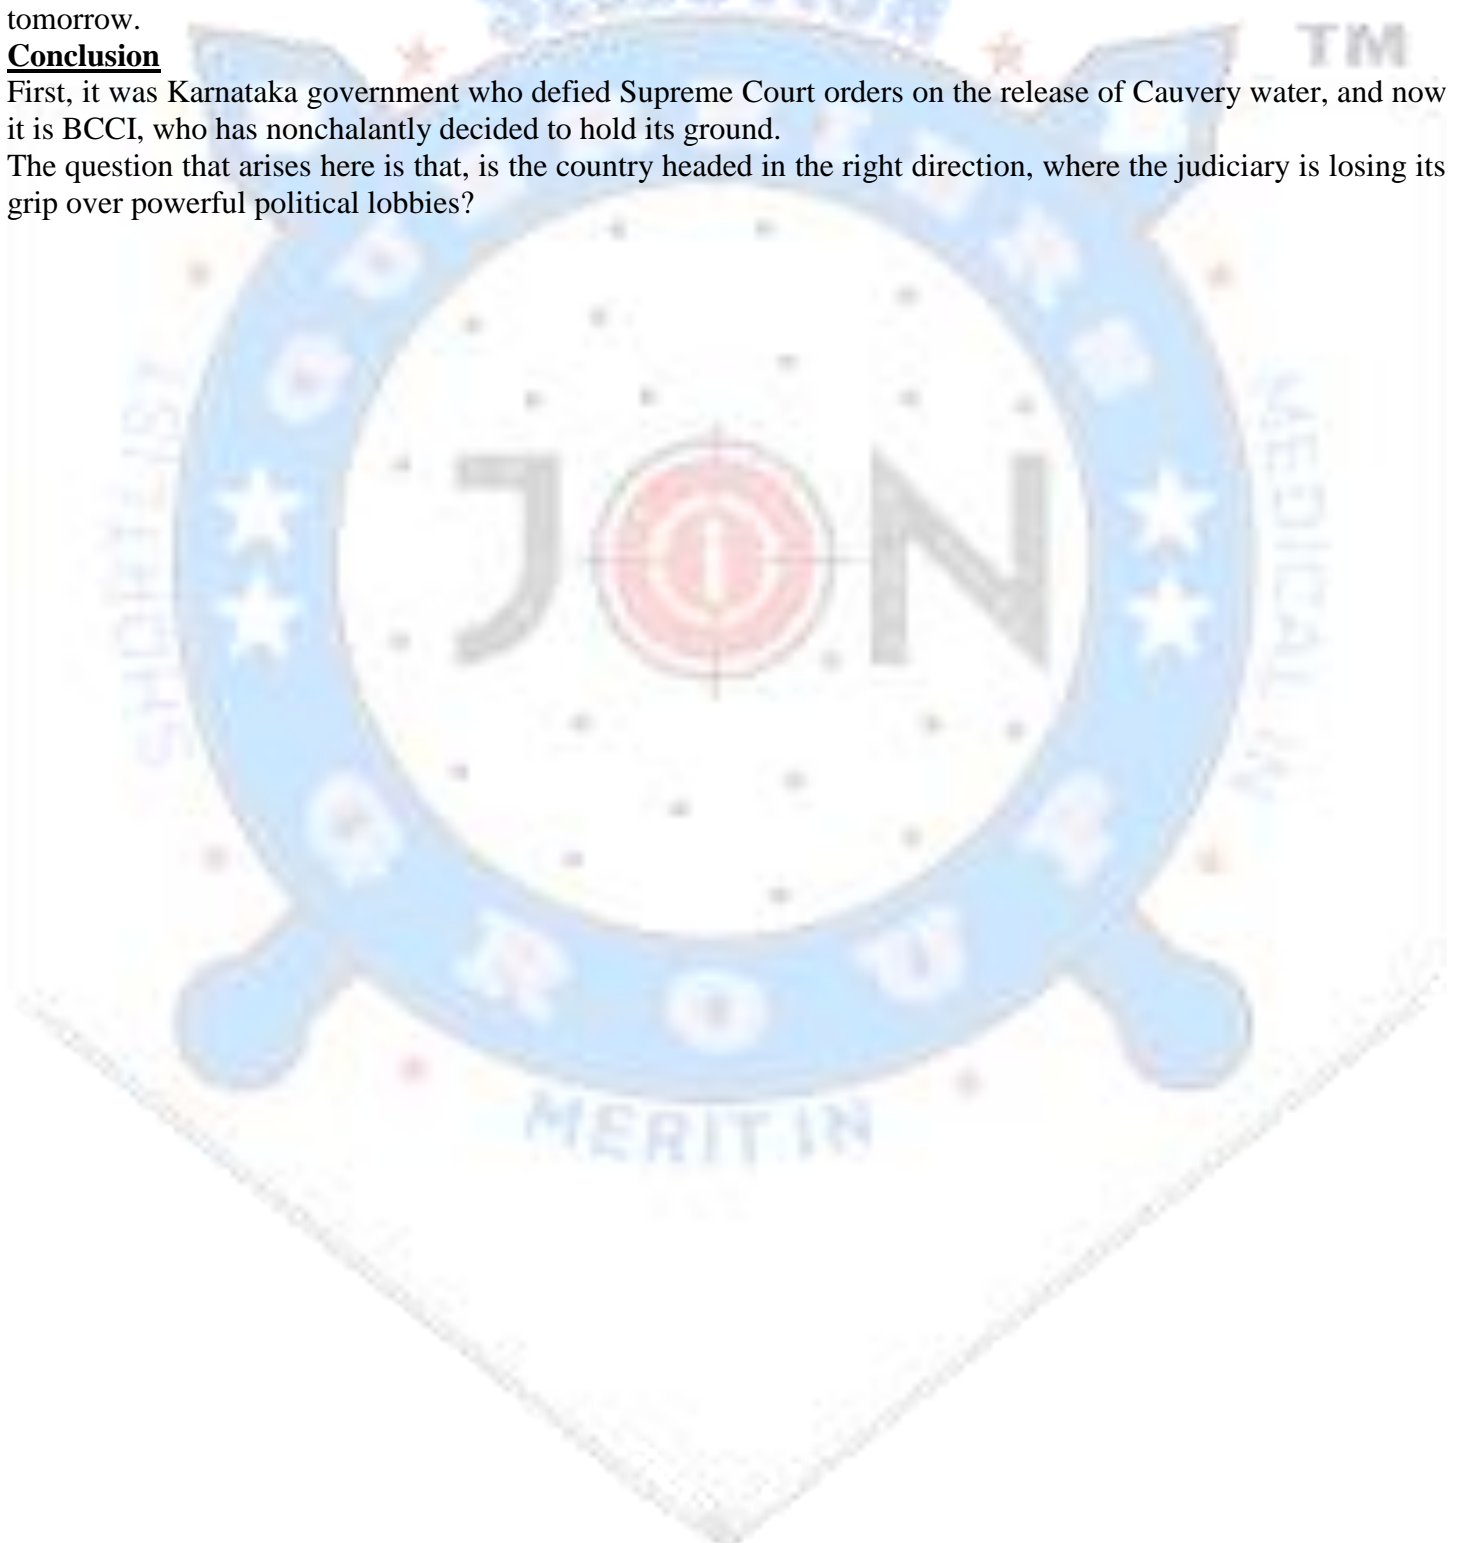 tomorrow.
Conclusion
First, it was Karnataka government who defied Supreme Court orders on the release of Cauvery water, and now
it is BCCI, who has nonchalantly decided to hold its ground.
The question that arises here is that, is the country headed in the right direction, where the judiciary is losing its
grip over powerful political lobbies?
TM
J N
MEDICAL IN
MERIT IN